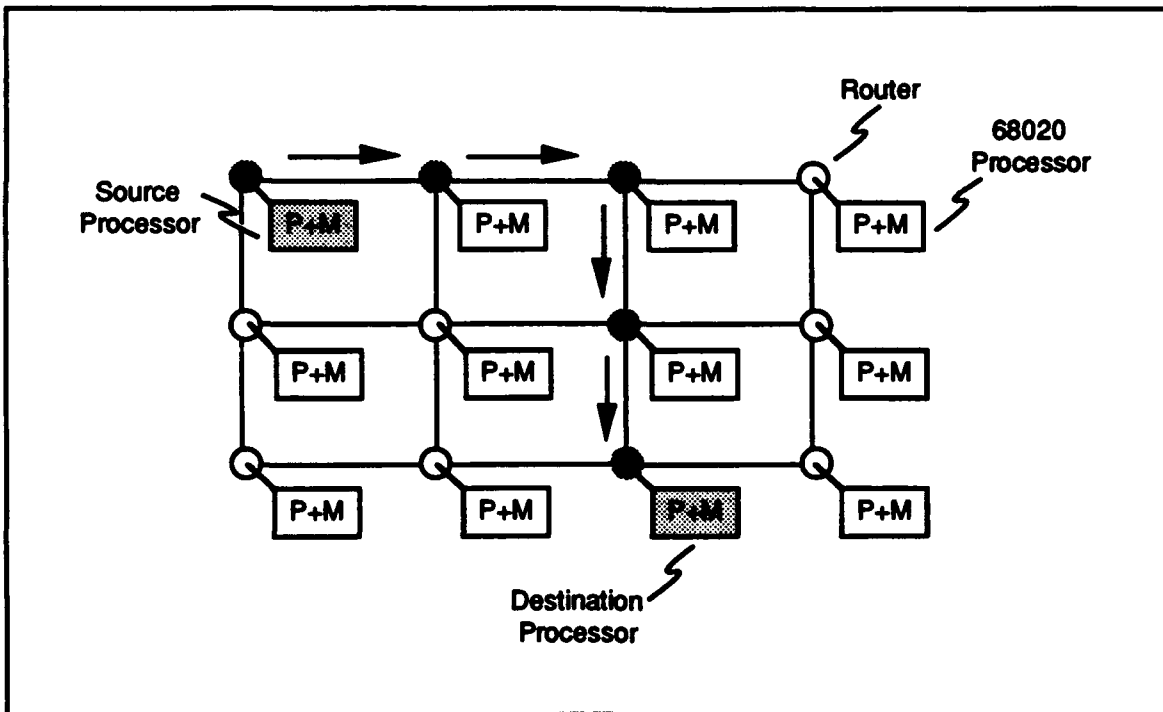 Router
68020
Processor
Source
Processor
P+M P+M P+M P+M
P+M P+M P+M P+M
P+M P+M P+M P+M
Destination
Processor